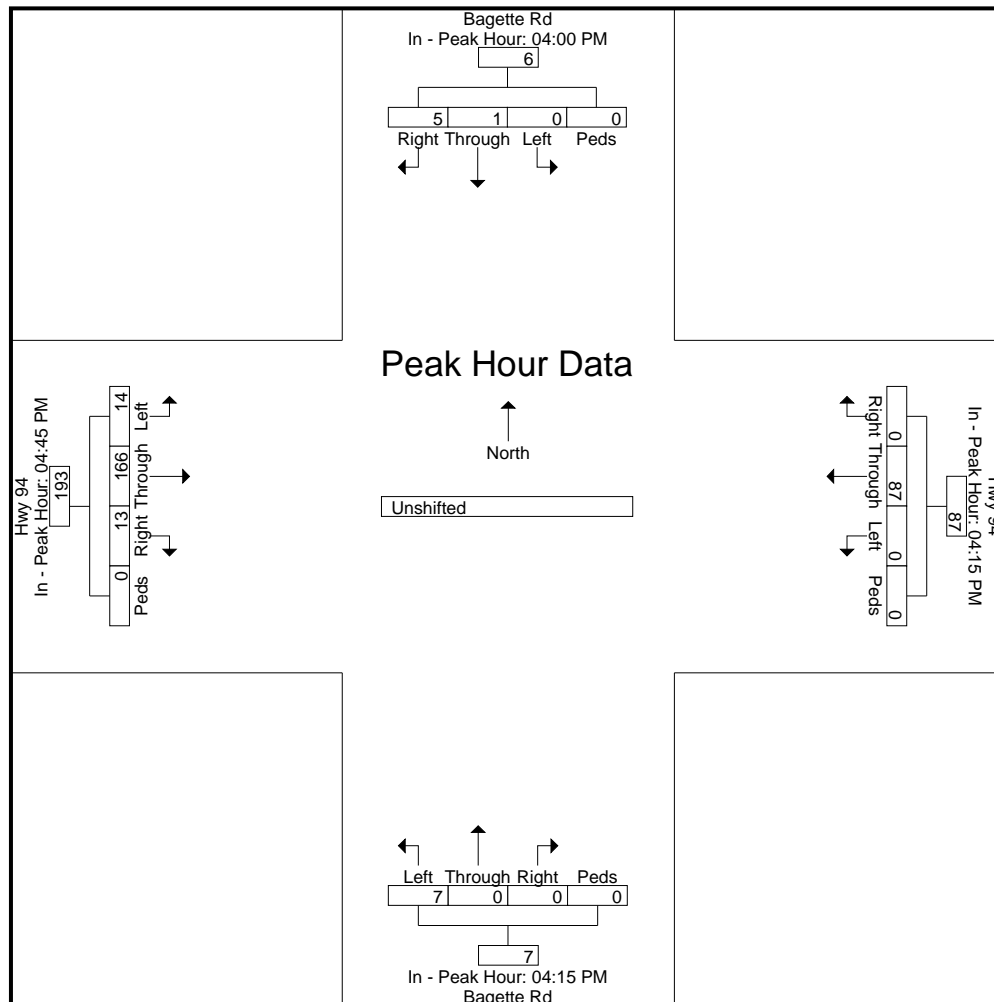 Bagette Rd
In - Peak Hour: 04:00 PM
6
5 1 0 0
Right Through Left Peds
Peak Hour Data
North
Unshifted
Hwy 94
In - Peak Hour: 04:45 PM
193
14 166 13 0
Left Through Right Peds
Right Through Left Peds
0 87 0 0
87
In - Peak Hour: 04:15 PM
Hwy 94
Left Through Right Peds
7 0 0 0
7
In - Peak Hour: 04:15 PM
Bagette Rd